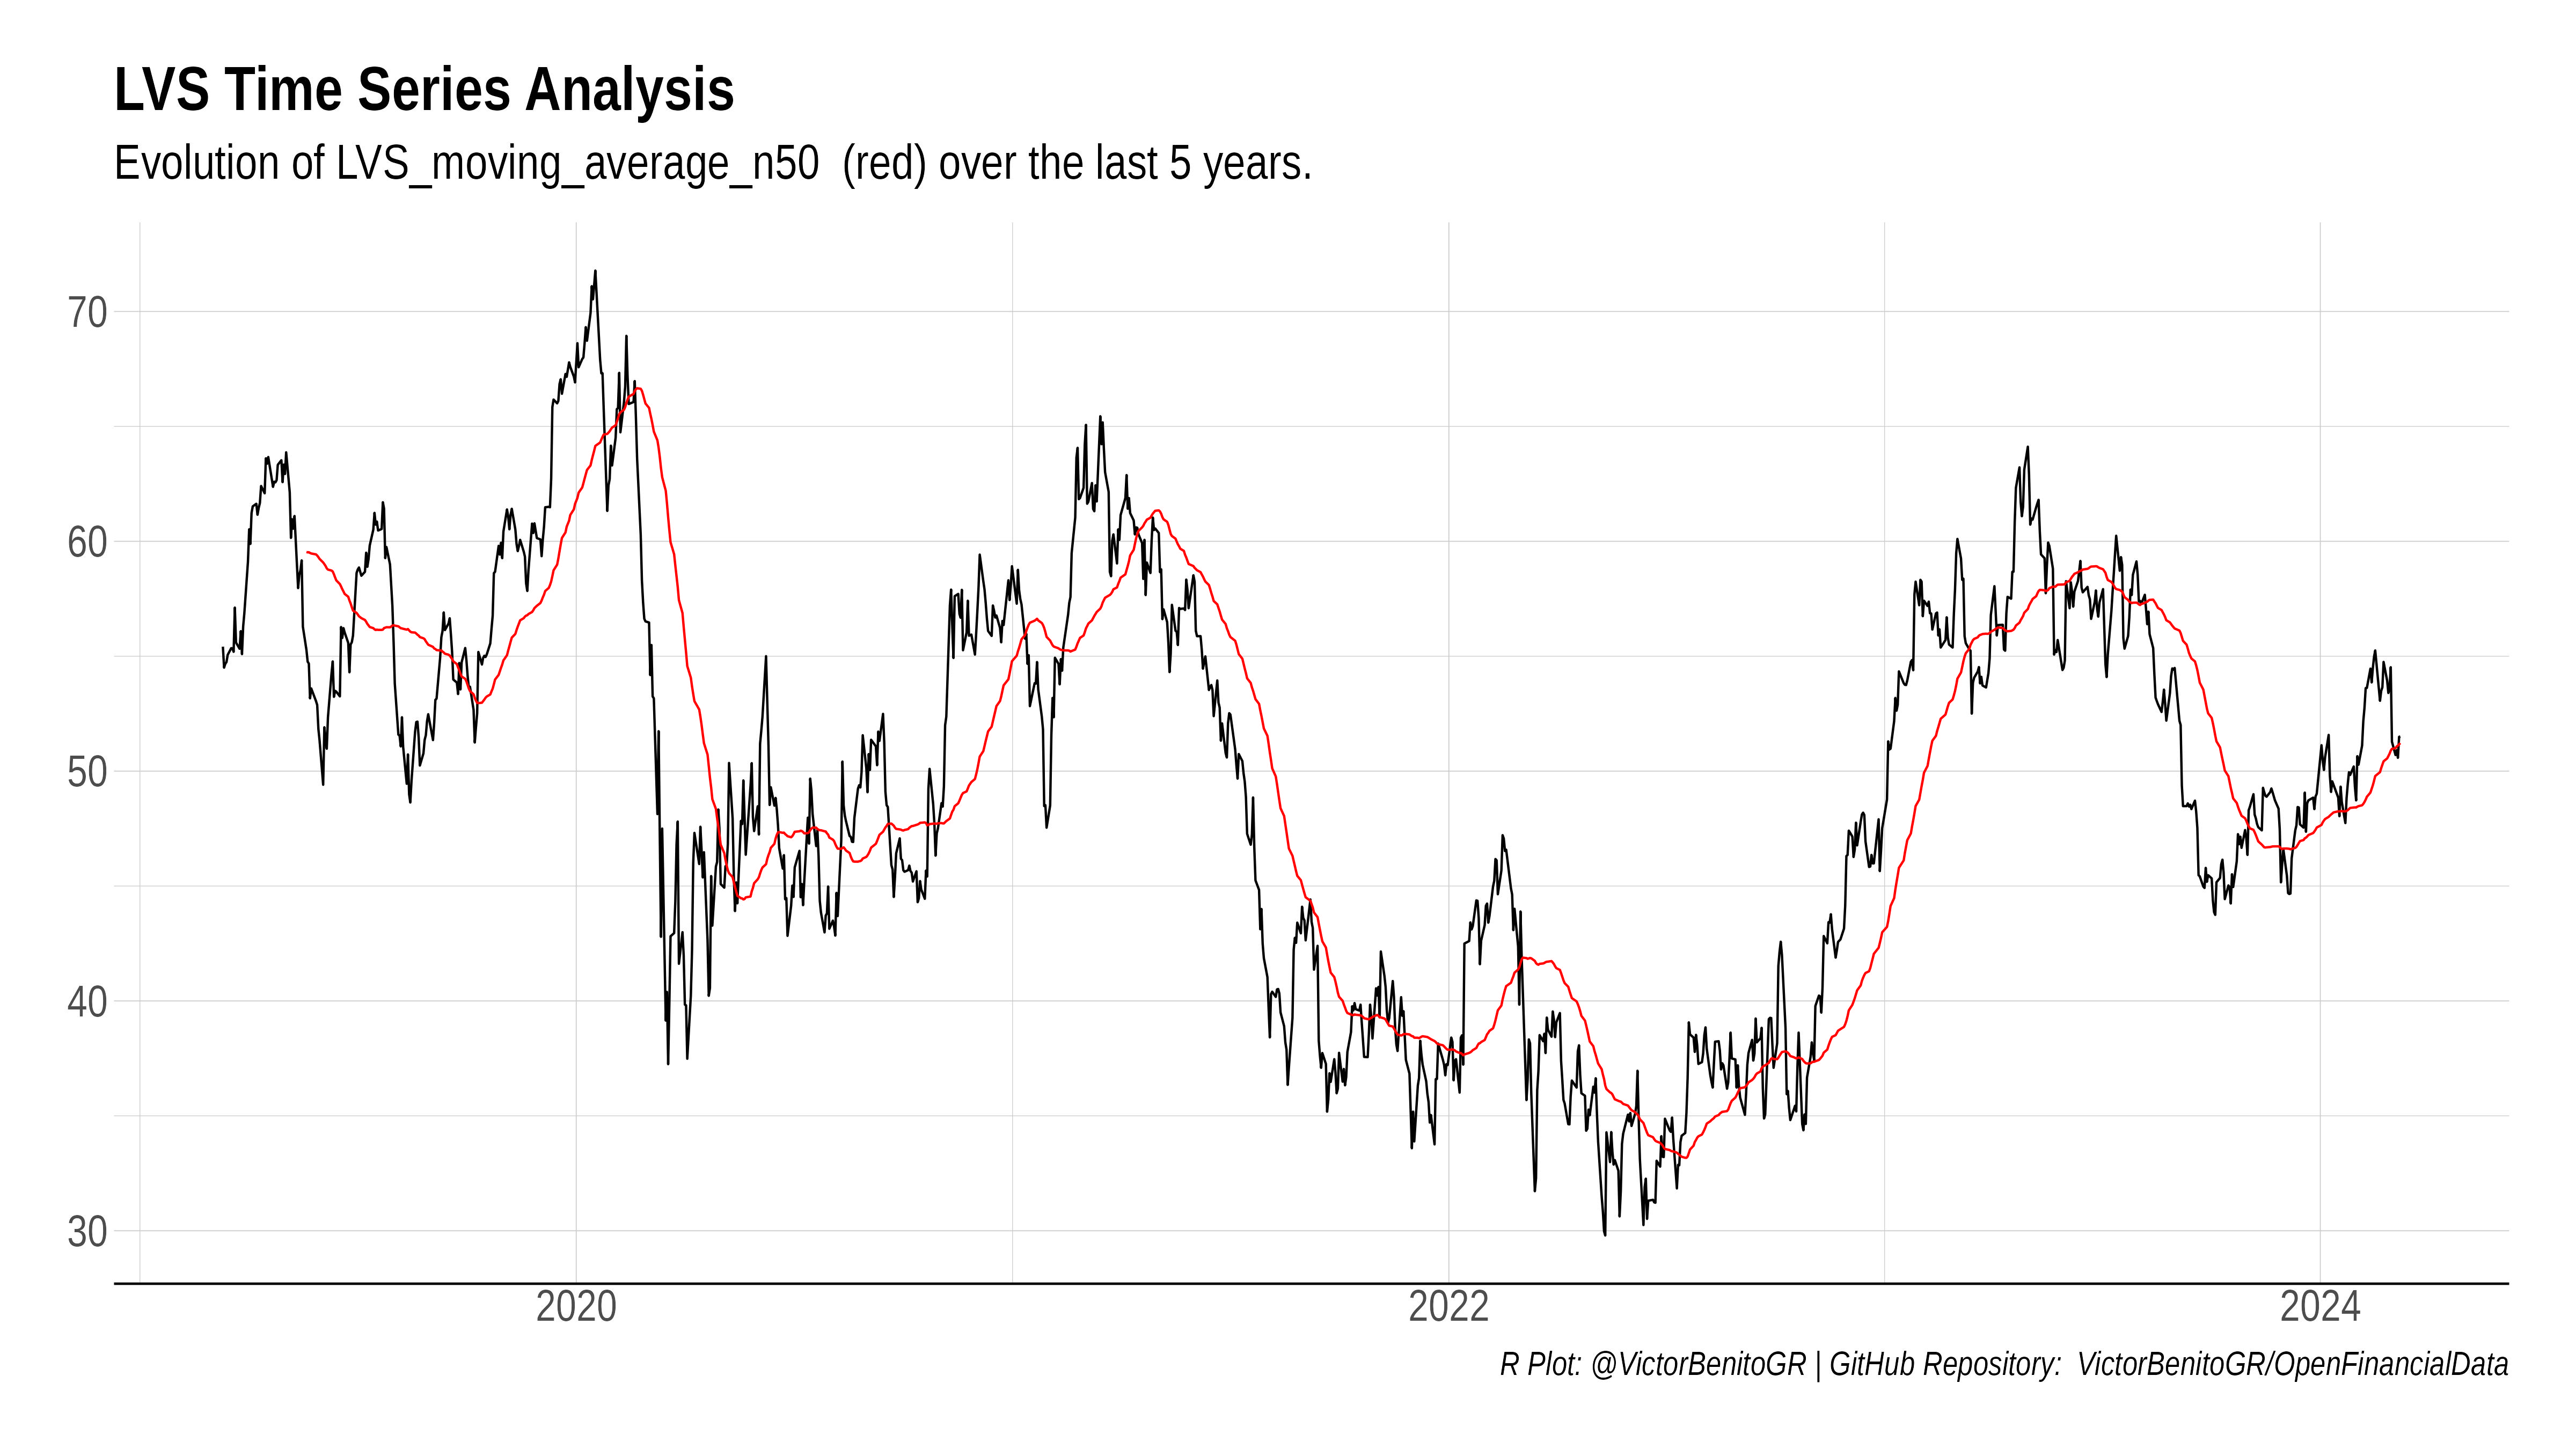 LVS Time Series Analysis
Evolution of LVS_moving_average_n50  (red) over the last 5 years.
70
60
50
40
30
2020 2022 2024
R Plot: @VictorBenitoGR | GitHub Repository:  VictorBenitoGR/OpenFinancialData